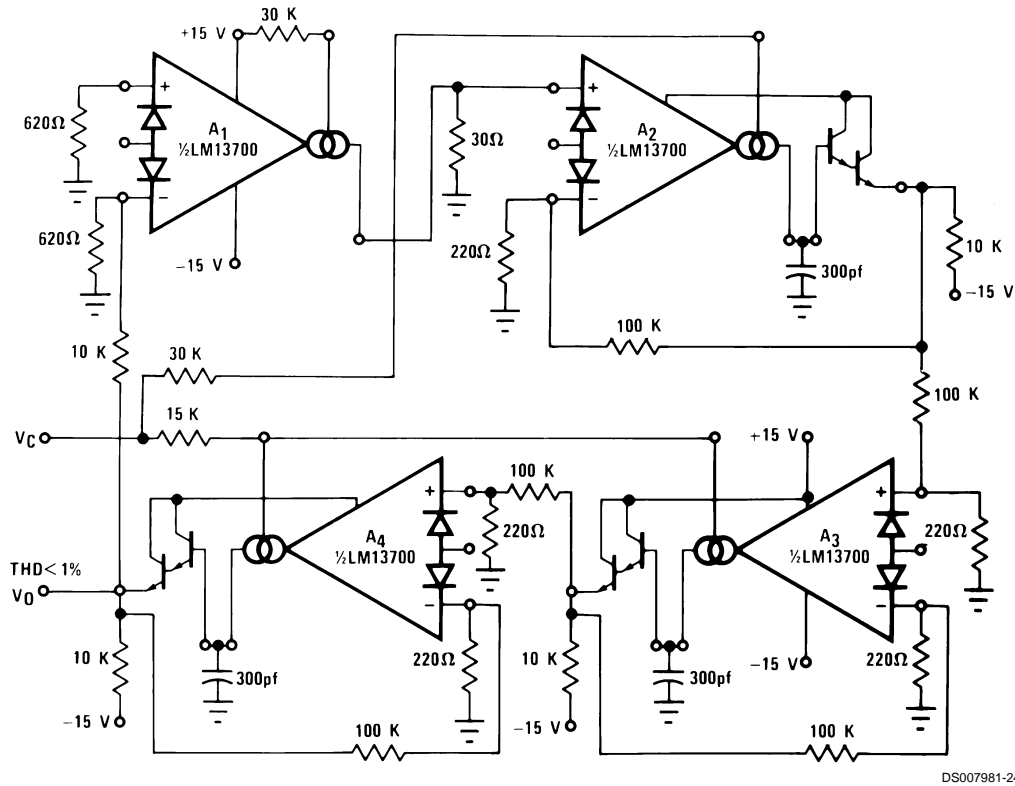 30 K
+15 V
620Ω
+
A1
½LM13700
−
620Ω
−15 V
30Ω
+
A2
½LM13700
−
220Ω
300pf
10 K
−15 V
100 K
10 K
30 K
100 K
15 K
VC
+15 V
100 K
+
A4
½LM13700
−
220Ω
+
A3
½LM13700
−
220Ω
THD<1%
VO
10 K
−15 V
300pf
220Ω
10 K
−15 V
300pf
−15 V
220Ω
100 K
100 K
DS007981-24